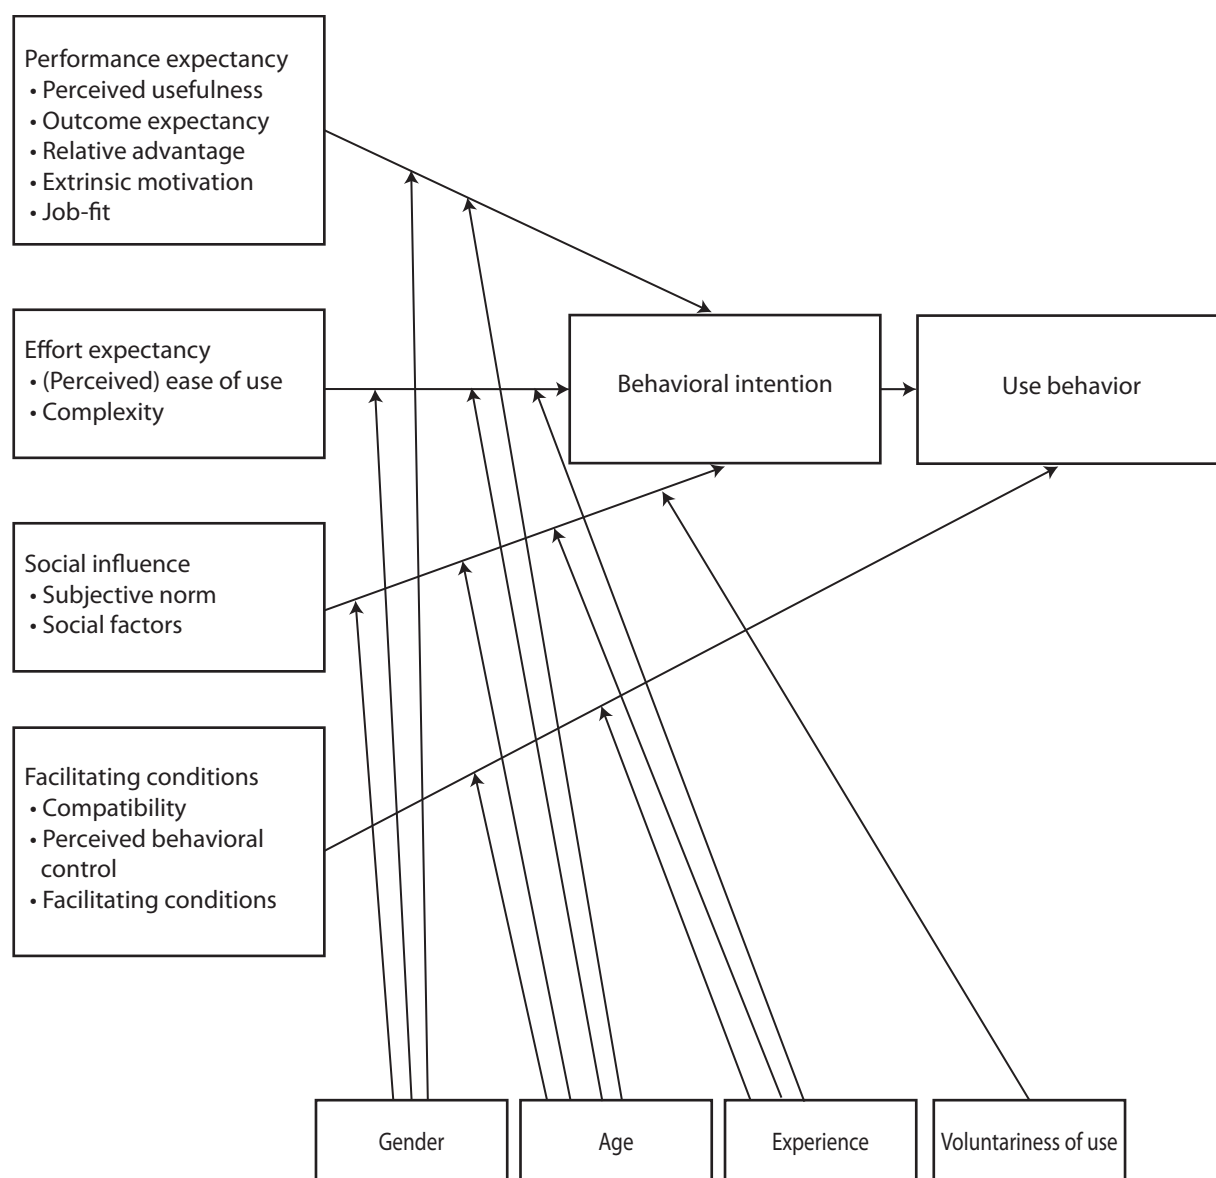 Performance expectancy
• Perceived usefulness
• Outcome expectancy
• Relative advantage
• Extrinsic motivation
• Job-fit
Effort expectancy
• (Perceived) ease of use
• Complexity
Behavioral intention
Use behavior
Social influence
• Subjective norm
• Social factors
Facilitating conditions
• Compatibility
• Perceived behavioral
control
• Facilitating conditions
Gender
Age
Experience
Voluntariness of use